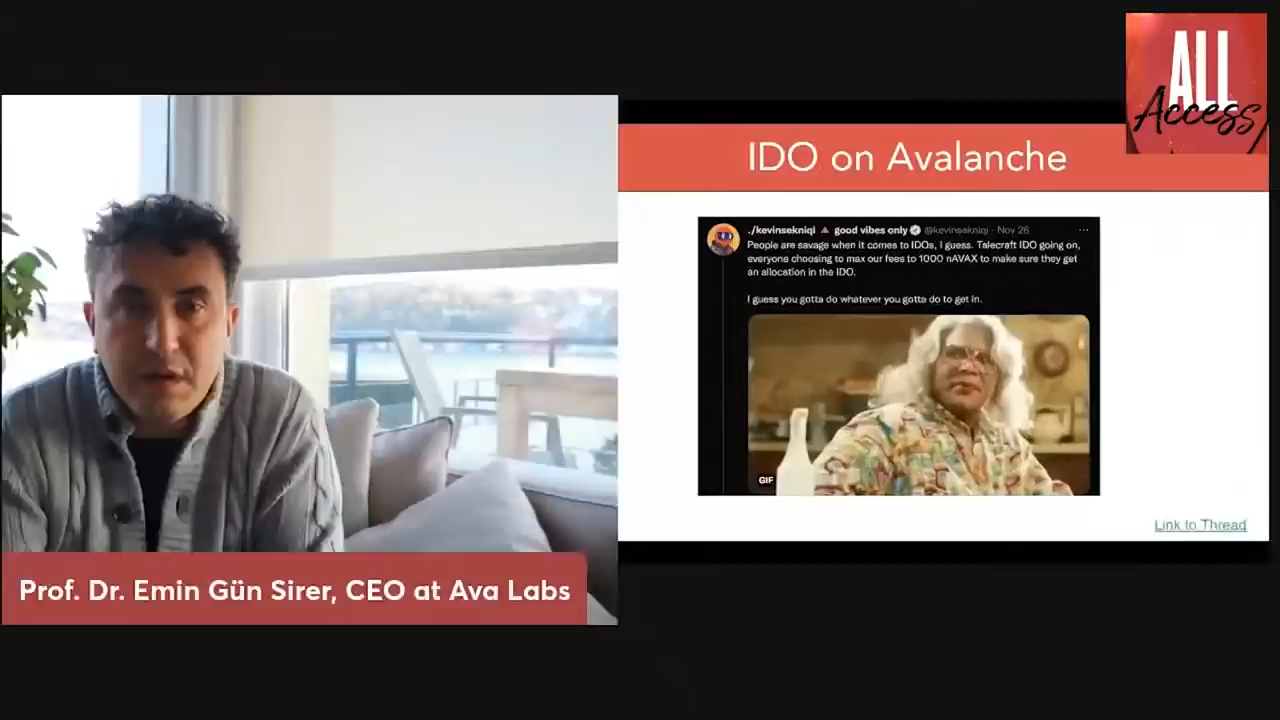 ALL
Access
IDO on Avalanche
./kevinsekniqi 🔺 good vibes only @kevinsekniqi · Nov 26
People are savage when it comes to IDOs, I guess. Talecraft IDO going on,
everyone choosing to max our fees to 1000 nAVAX to make sure they get
an allocation in the IDO.
I guess you gotta do whatever you gotta do to get in.
GIF
Link to Thread
Prof. Dr. Emin Gün Sirer, CEO at Ava Labs